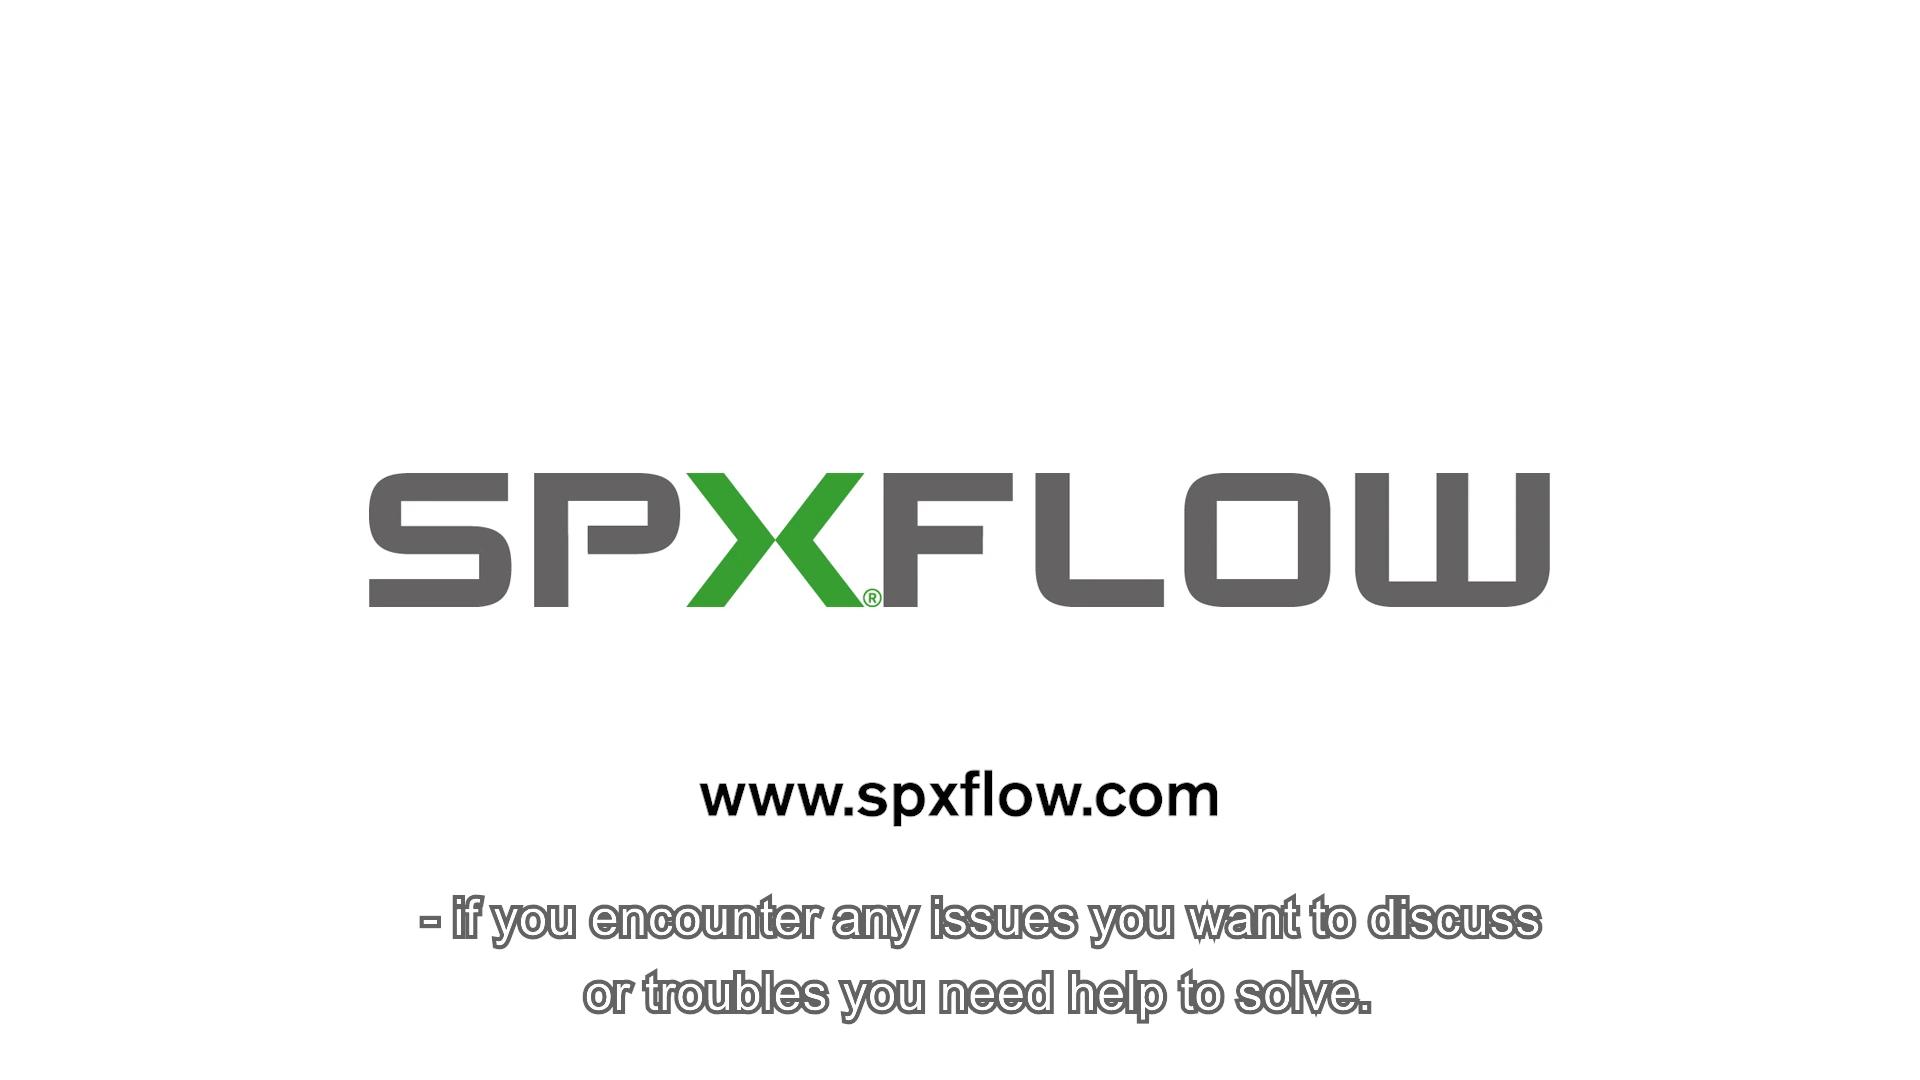 SPXFLOW®
www.spxflow.com
- if you encounter any issues you want to discuss
or troubles you need help to solve.